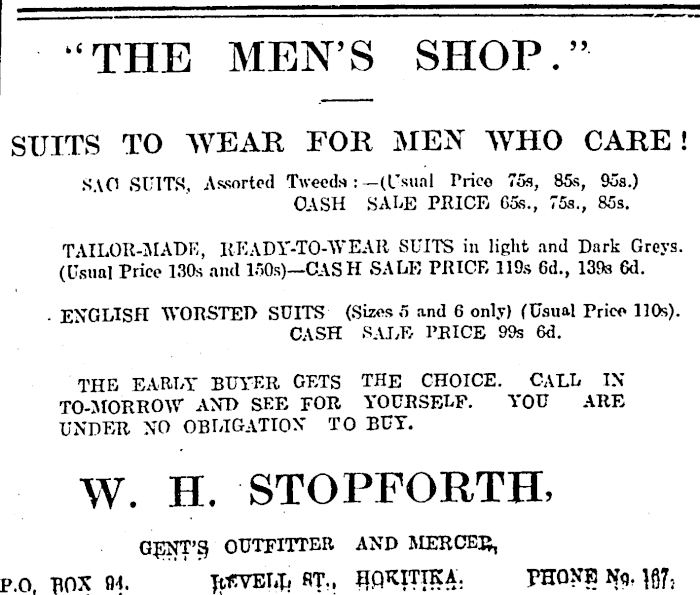 "THE MEN'S SHOP."
SUITS TO WEAR FOR MEN WHO CARE!
SAC SUITS, Assorted Tweeds:—(Usual Price 75s, 85s, 95s.)
CASH SALE PRICE 65s., 75s., 85s.
TAILOR-MADE, READY-TO-WEAR SUITS in light and Dark Greys.
(Usual Price 130s and 150s)—CASH SALE PRICE 119s 6d., 139s 6d.
ENGLISH WORSTED SUITS (Sizes 5 and 6 only) (Usual Price 110s).
CASH SALE PRICE 99s 6d.
THE EARLY BUYER GETS THE CHOICE. CALL IN
TO-MORROW AND SEE FOR YOURSELF. YOU ARE
UNDER NO OBLIGATION TO BUY.
W. H. STOPFORTH,
GENT'S OUTFITTER AND MERCER,
P.O. BOX 94. REVELL ST., HOKITIKA. PHONE No. 167.